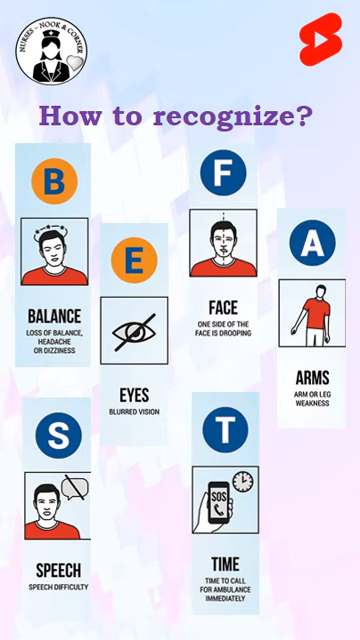 NURSES - NOOK & CORNER
How to recognize?
B
BALANCE
LOSS OF BALANCE,
HEADACHE
OR DIZZINESS
E
EYES
BLURRED VISION
F
FACE
ONE SIDE OF
THE FACE IS DROOPING
A
ARMS
ARM OR LEG
WEAKNESS
S
SPEECH
SPEECH DIFFICULTY
T
SOS
TIME
TIME TO CALL
FOR AMBULANCE
IMMEDIATELY